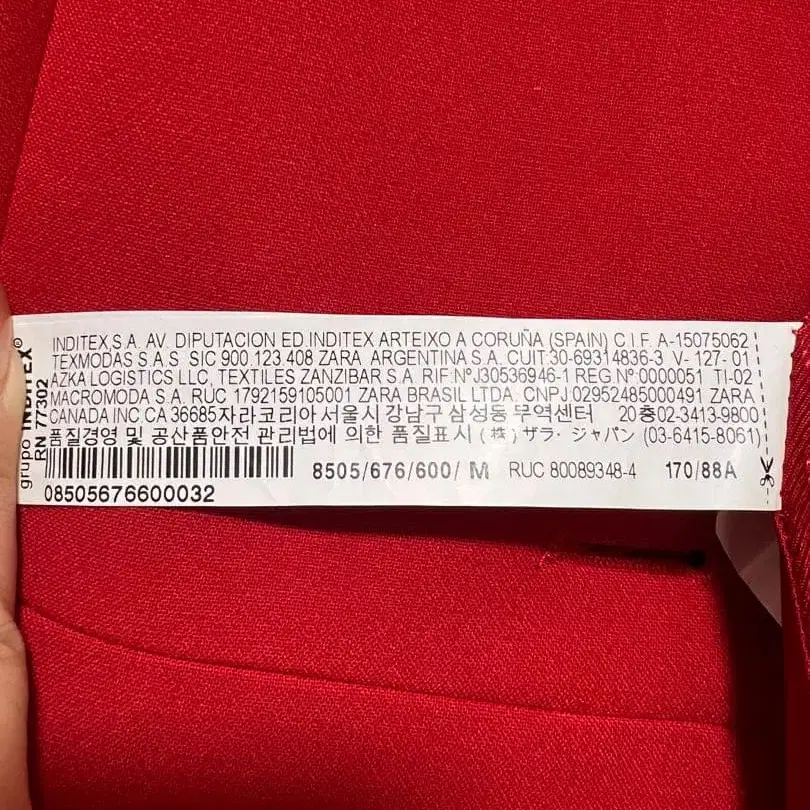 grupo INDITEX®
RN 77302
INDITEX,S.A. AV. DIPUTACION ED.INDITEX ARTEIXO A CORUÑA (SPAIN) C.I.F. A-15075062
TEXMODAS S.A.S SIC 900.123.408 ZARA ARGENTINA S.A. CUIT:30-69314836-3 V-127-01
AZKA LOGISTICS LLC, TEXTILES ZANZIBAR S.A. RIF:Nº J30536946-1 REG Nº 0000051 TI-02
MACROMODA S.A. RUC 1792159105001 ZARA BRASIL LTDA. CNPJ.02952485000491 ZARA
CANADA INC.CA 36685 자라코리아 서울시 강남구 삼성동 무역센터 20층02-3413-9800
품질경영 및 공산품안전 관리법에 의한 품질표시 (株) ザラ・ジャパン (03-6415-8061)
8505/676/600/ M RUC 80089348-4 170/88A
08505676600032